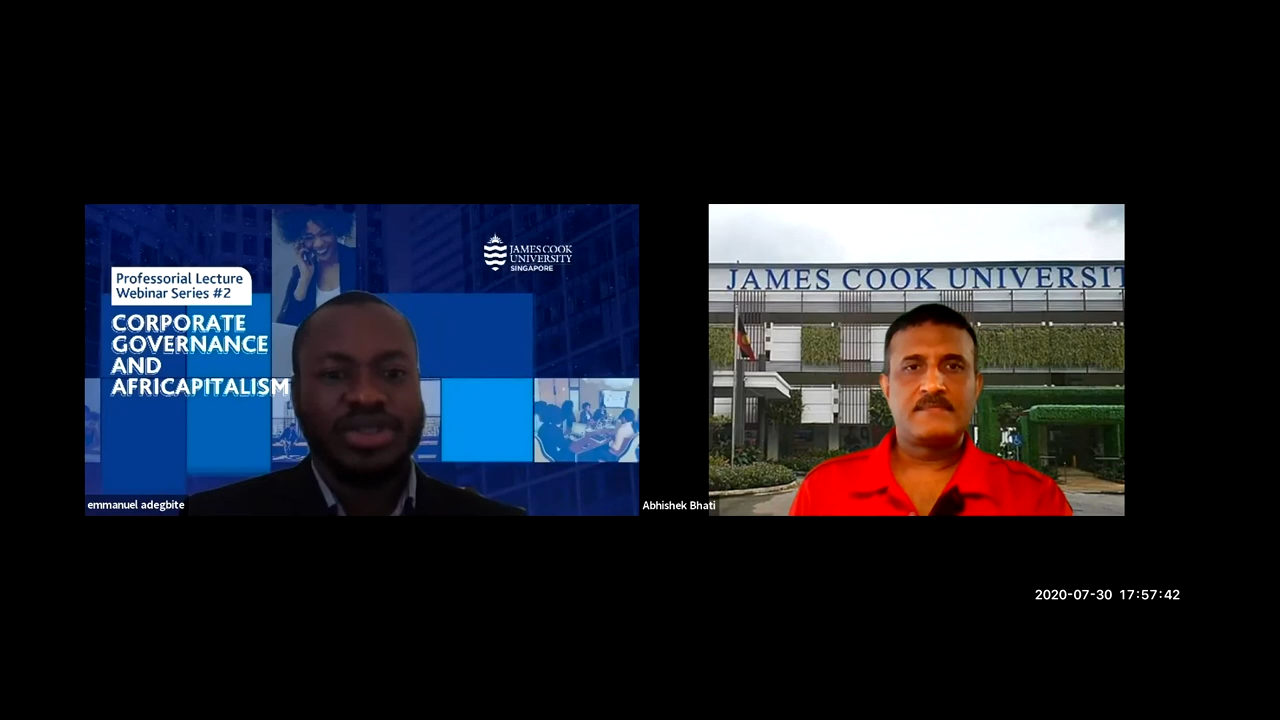 Professorial Lecture
Webinar Series #2
CORPORATE
GOVERNANCE
AND
AFRICAPITALISM
JAMES COOK
UNIVERSITY
SINGAPORE
emmanuel adegbite
JAMES COOK UNIVERSIT
Abhishek Bhati
2020-07-30 17:57:42